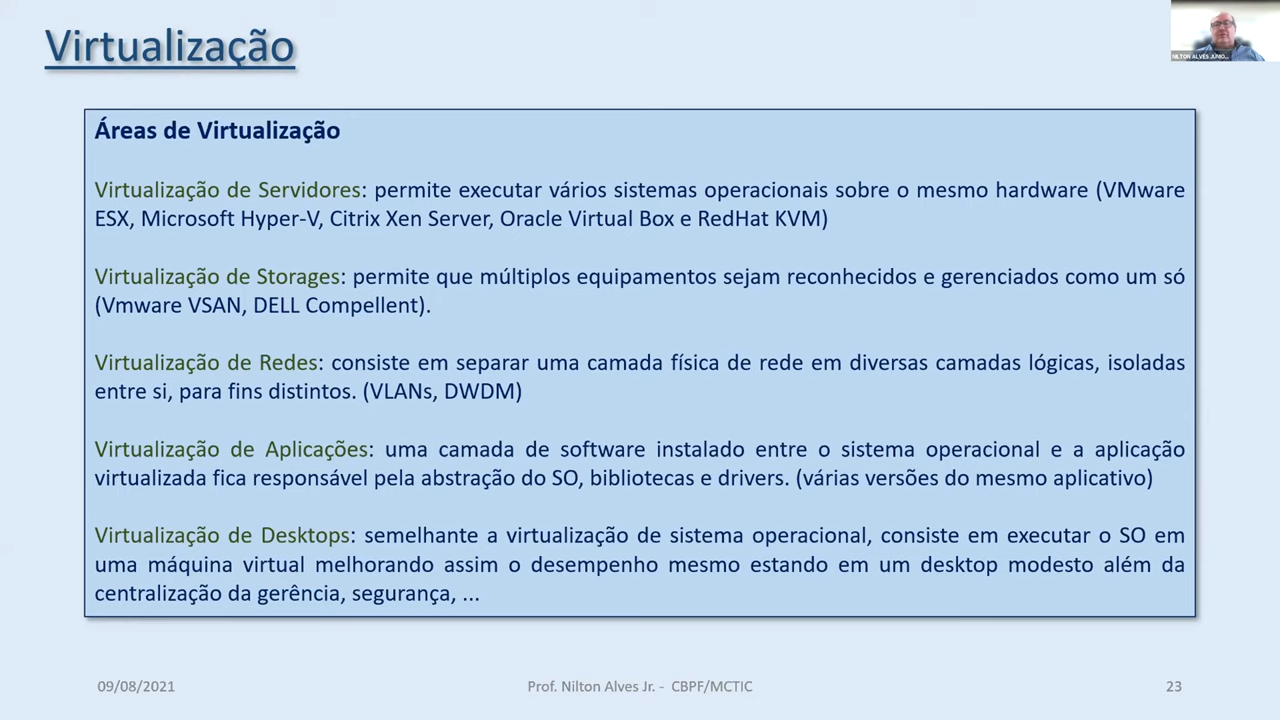 Virtualização
NILTON ALVES JÚNIO...
Áreas de Virtualização
Virtualização de Servidores: permite executar vários sistemas operacionais sobre o mesmo hardware (VMware
ESX, Microsoft Hyper-V, Citrix Xen Server, Oracle Virtual Box e RedHat KVM)
Virtualização de Storages: permite que múltiplos equipamentos sejam reconhecidos e gerenciados como um só
(Vmware VSAN, DELL Compellent).
Virtualização de Redes: consiste em separar uma camada física de rede em diversas camadas lógicas, isoladas
entre si, para fins distintos. (VLANs, DWDM)
Virtualização de Aplicações: uma camada de software instalado entre o sistema operacional e a aplicação
virtualizada fica responsável pela abstração do SO, bibliotecas e drivers. (várias versões do mesmo aplicativo)
Virtualização de Desktops: semelhante a virtualização de sistema operacional, consiste em executar o SO em
uma máquina virtual melhorando assim o desempenho mesmo estando em um desktop modesto além da
centralização da gerência, segurança, ...
09/08/2021
Prof. Nilton Alves Jr. - CBPF/MCTIC
23